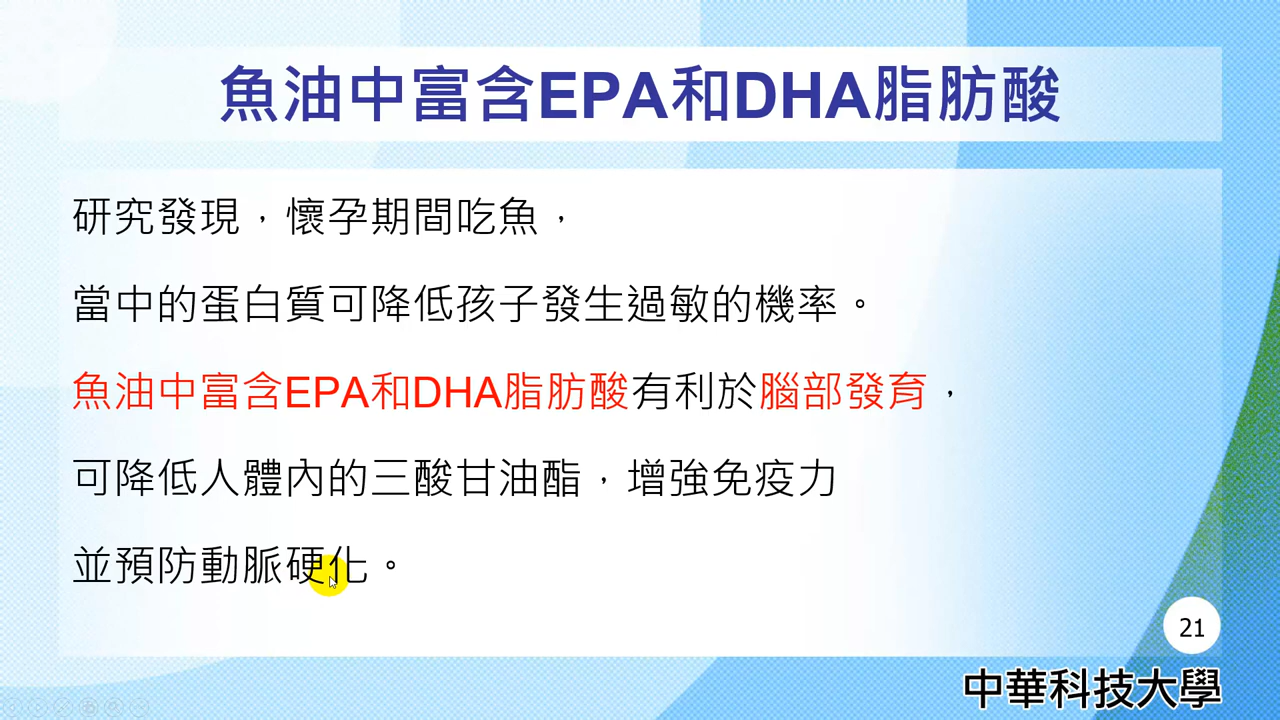 魚油中富含EPA和DHA脂肪酸
研究發現，懷孕期間吃魚，
當中的蛋白質可降低孩子發生過敏的機率。
魚油中富含EPA和DHA脂肪酸有利於腦部發育，
可降低人體內的三酸甘油酯，增強免疫力
並預防動脈硬化。
21
中華科技大學